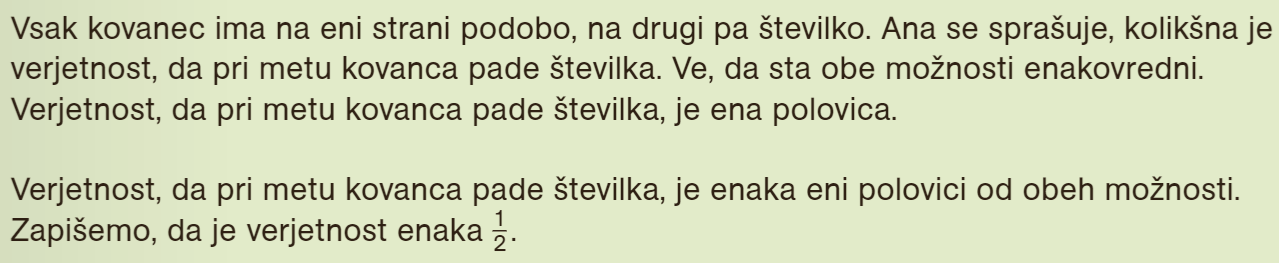 Vsak kovanec ima na eni strani podobo, na drugi pa številko. Ana se sprašuje, kolikšna je
verjetnost, da pri metu kovanca pade številka. Ve, da sta obe možnosti enakovredni.
Verjetnost, da pri metu kovanca pade številka, je ena polovica.
Verjetnost, da pri metu kovanca pade številka, je enaka eni polovici od obeh možnosti.
Zapišemo, da je verjetnost enaka 1/2.